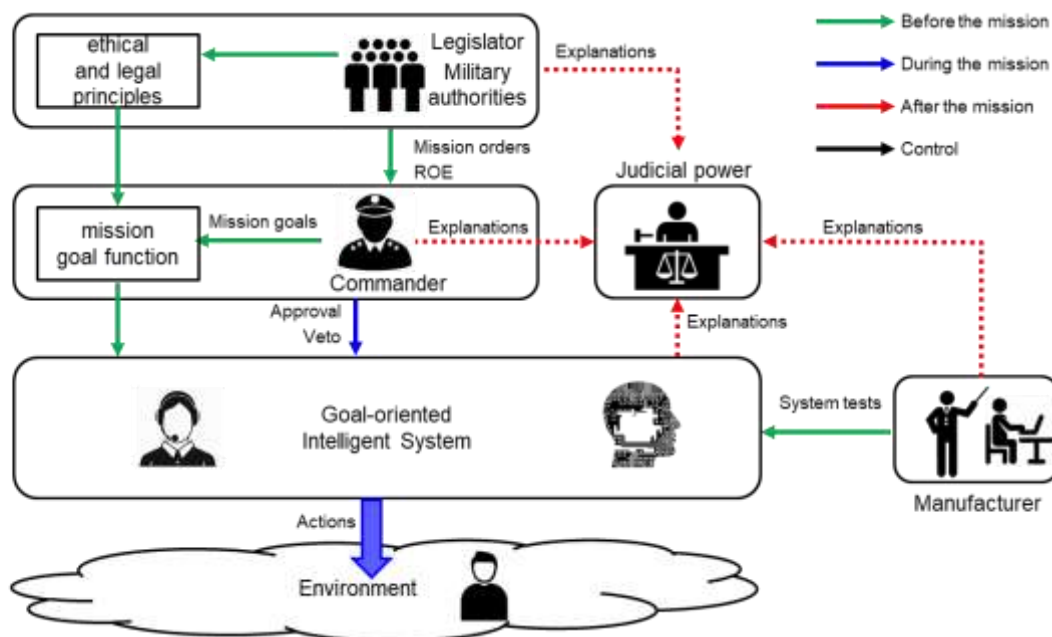 ethical
and legal
principles
Legislator
Military
authorities
Explanations
Before the mission
During the mission
After the mission
Control
Mission orders
ROE
Judicial power
mission
goal function
Mission goals
Commander
Explanations
Explanations
Approval
Veto
Explanations
Goal-oriented
Intelligent System
System tests
Manufacturer
Actions
Environment